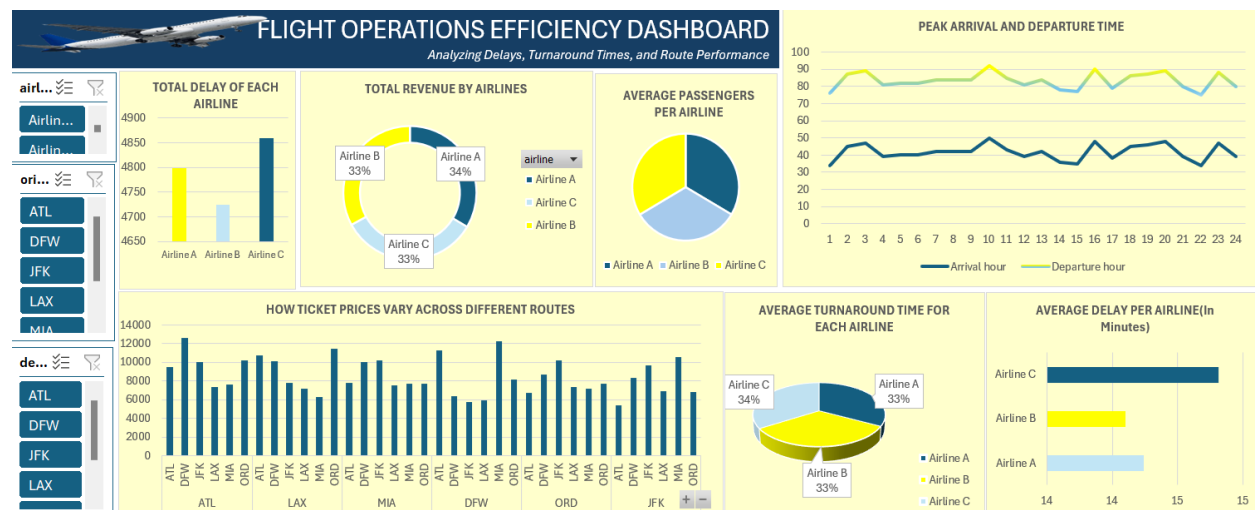 FLIGHT OPERATIONS EFFICIENCY DASHBOARD
Analyzing Delays, Turnaround Times, and Route Performance
airl...
Airlin...
Airlin...
ori...
ATL
DFW
JFK
LAX
MIA
de...
ATL
DFW
JFK
LAX
TOTAL DELAY OF EACH
AIRLINE
4900
4850
4800
4750
4700
4650
Airline A Airline B Airline C
TOTAL REVENUE BY AIRLINES
Airline B
33%
Airline A
34%
Airline C
33%
airline
Airline A
Airline C
Airline B
AVERAGE PASSENGERS
PER AIRLINE
Airline A Airline B Airline C
PEAK ARRIVAL AND DEPARTURE TIME
100
90
80
70
60
50
40
30
20
10
0
1 2 3 4 5 6 7 8 9 10 11 12 13 14 15 16 17 18 19 20 21 22 23 24
Arrival hour Departure hour
HOW TICKET PRICES VARY ACROSS DIFFERENT ROUTES
14000
12000
10000
8000
6000
4000
2000
0
ATL DFW JFK LAX MIA ORD ATL DFW JFK LAX MIA ORD ATL DFW JFK LAX MIA ORD ATL DFW JFK LAX MIA ORD ATL DFW JFK LAX MIA ORD ATL DFW JFK LAX MIA ORD
ATL LAX MIA DFW ORD JFK
+ −
AVERAGE TURNAROUND TIME FOR
EACH AIRLINE
Airline C
34%
Airline A
33%
Airline B
33%
Airline A
Airline B
Airline C
AVERAGE DELAY PER AIRLINE(In
Minutes)
Airline C
Airline B
Airline A
14 14 15 15